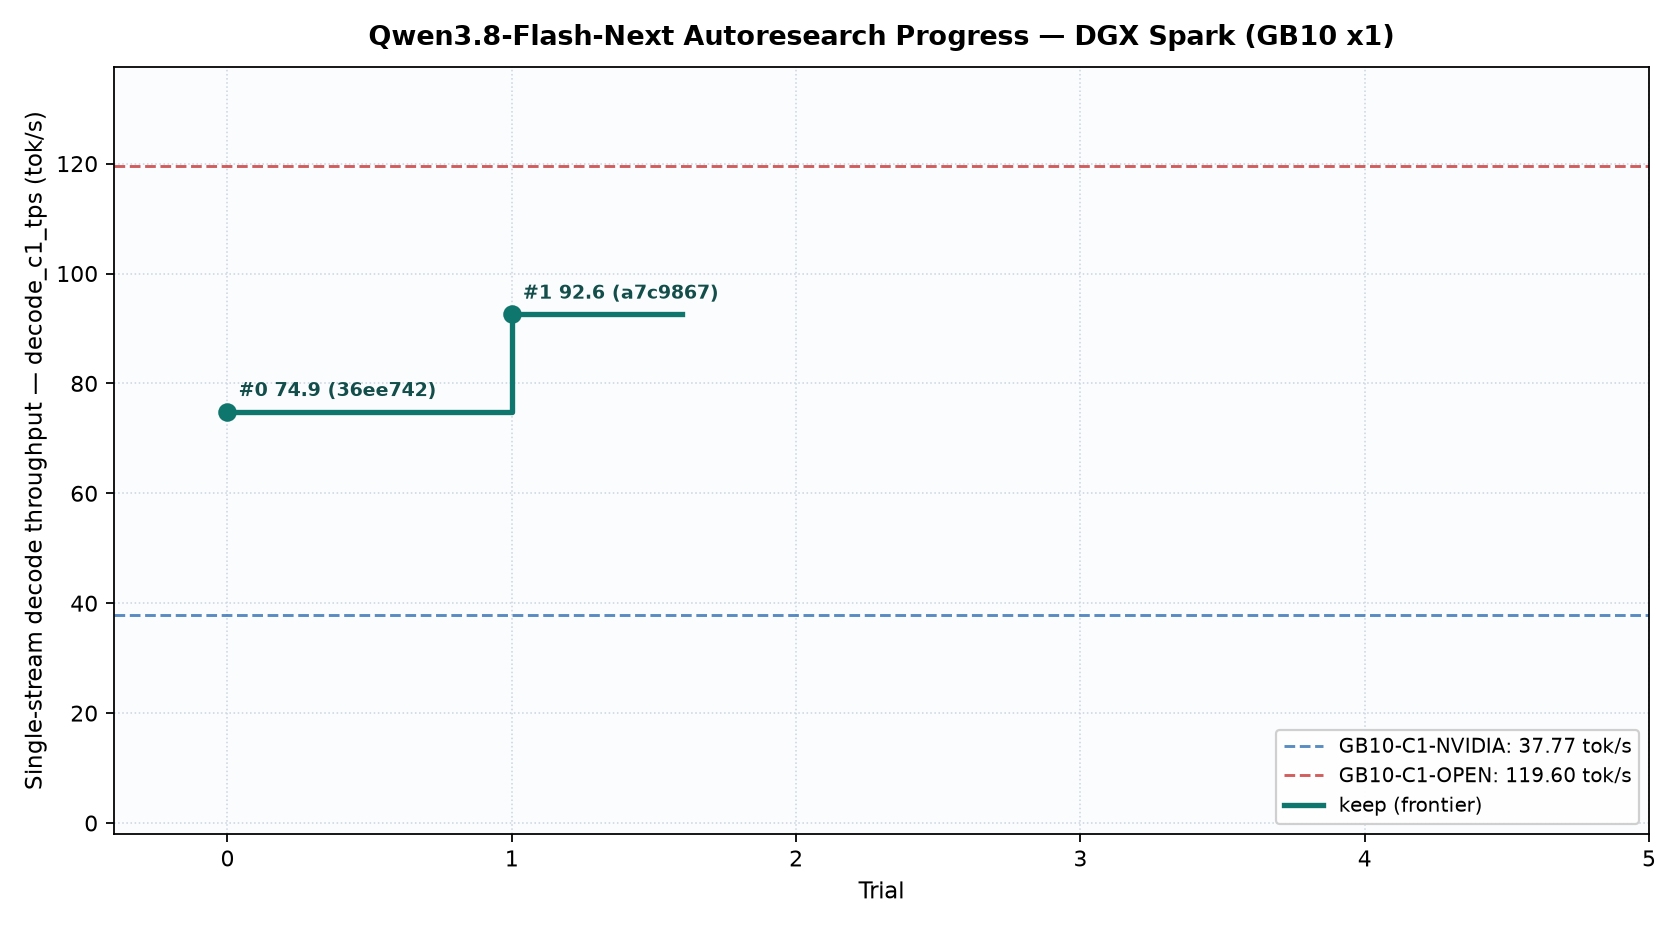 Qwen3.8-Flash-Next Autoresearch Progress — DGX Spark (GB10 x1)
Single-stream decode throughput — decode_c1_tps (tok/s)
120
100
80
60
40
20
0
#1 92.6 (a7c9867)
#0 74.9 (36ee742)
GB10-C1-NVIDIA: 37.77 tok/s
GB10-C1-OPEN: 119.60 tok/s
keep (frontier)
0 1 2 3 4 5
Trial